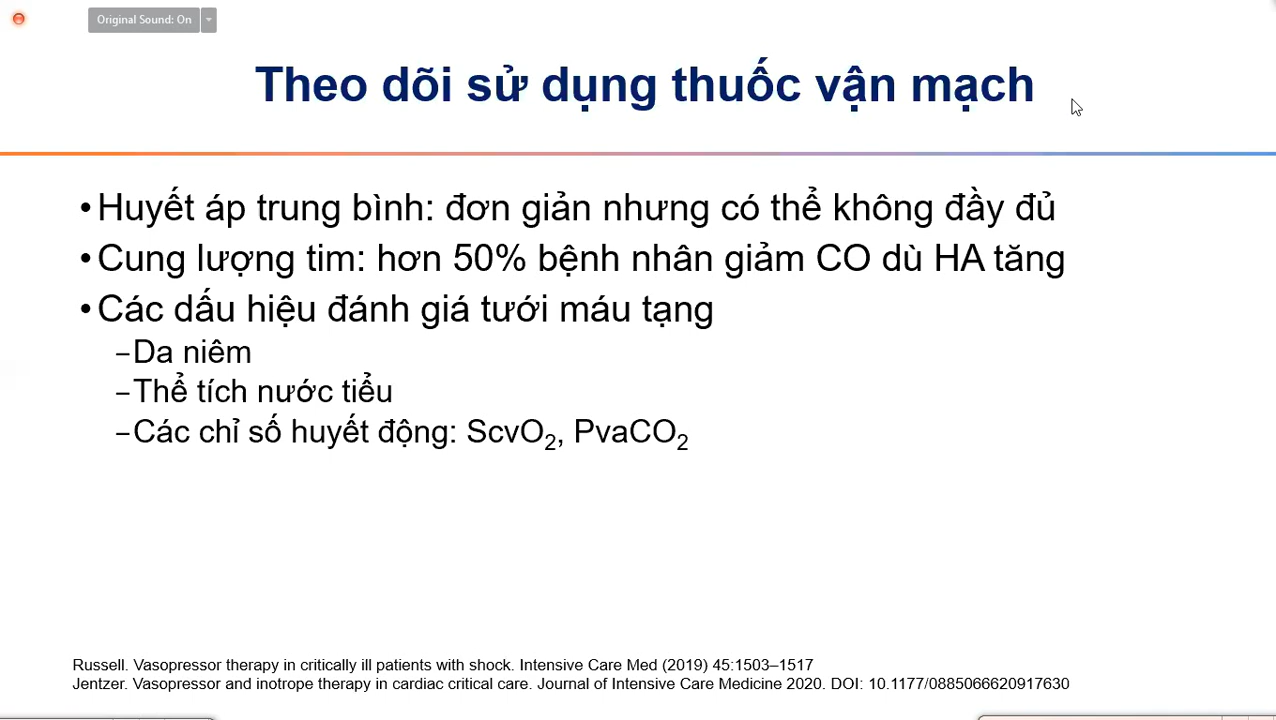 Original Sound: On
Theo dõi sử dụng thuốc vận mạch
•Huyết áp trung bình: đơn giản nhưng có thể không đầy đủ
•Cung lượng tim: hơn 50% bệnh nhân giảm CO dù HA tăng
•Các dấu hiệu đánh giá tưới máu tạng
–Da niêm
–Thể tích nước tiểu
–Các chỉ số huyết động: ScvO₂, PvaCO₂
Russell. Vasopressor therapy in critically ill patients with shock. Intensive Care Med (2019) 45:1503–1517
Jentzer. Vasopressor and inotrope therapy in cardiac critical care. Journal of Intensive Care Medicine 2020. DOI: 10.1177/0885066620917630